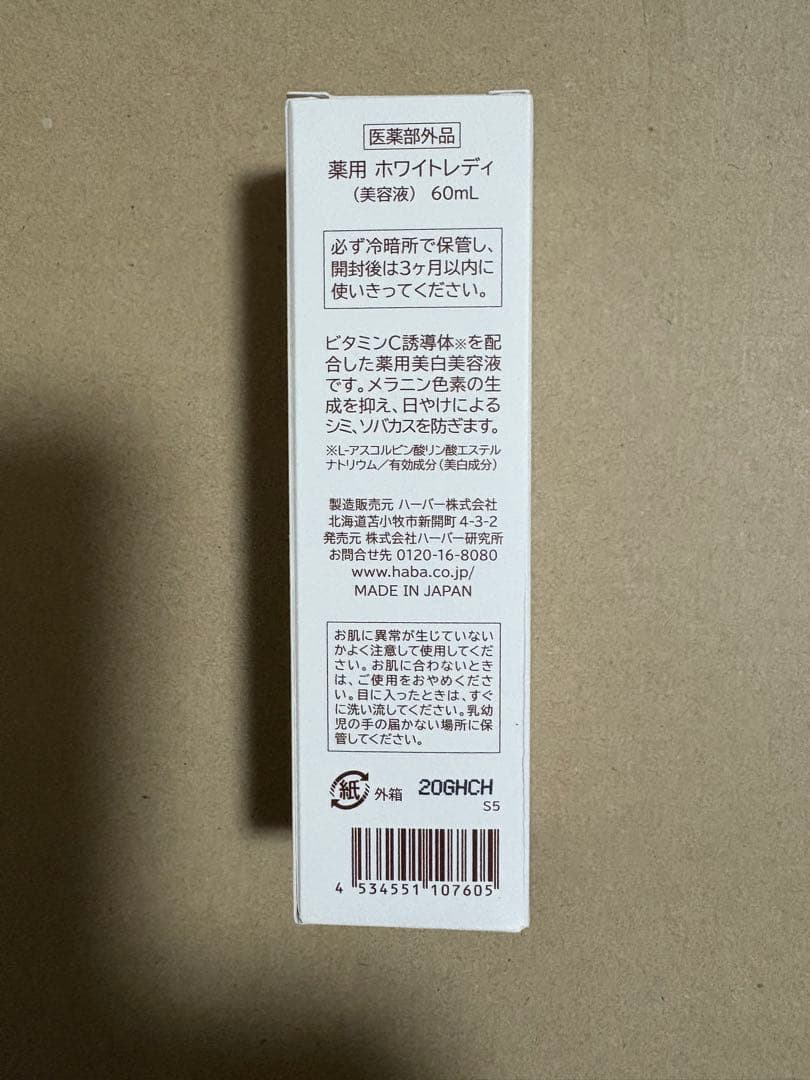 医薬部外品
薬用 ホワイトレディ
（美容液） 60mL
必ず冷暗所で保管し、
開封後は3ヶ月以内に
使いきってください。
ビタミンC誘導体※を配
合した薬用美白美容液
です。メラニン色素の生
成を抑え、日やけによる
シミ、ソバカスを防ぎます。
※L-アスコルビン酸リン酸エステル
ナトリウム／有効成分（美白成分）
製造販売元 ハーバー株式会社
北海道苫小牧市新開町4-3-2
発売元 株式会社ハーバー研究所
お問合せ先 0120-16-8080
www.haba.co.jp/
MADE IN JAPAN
お肌に異常が生じていない
かよく注意して使用してくだ
さい。お肌に合わないとき
は、ご使用をおやめくださ
い。目に入ったときは、すぐ
に洗い流してください。乳幼
児の手の届かない場所に保
管してください。
紙 外箱 20GHCH
S5
4 534551 107605